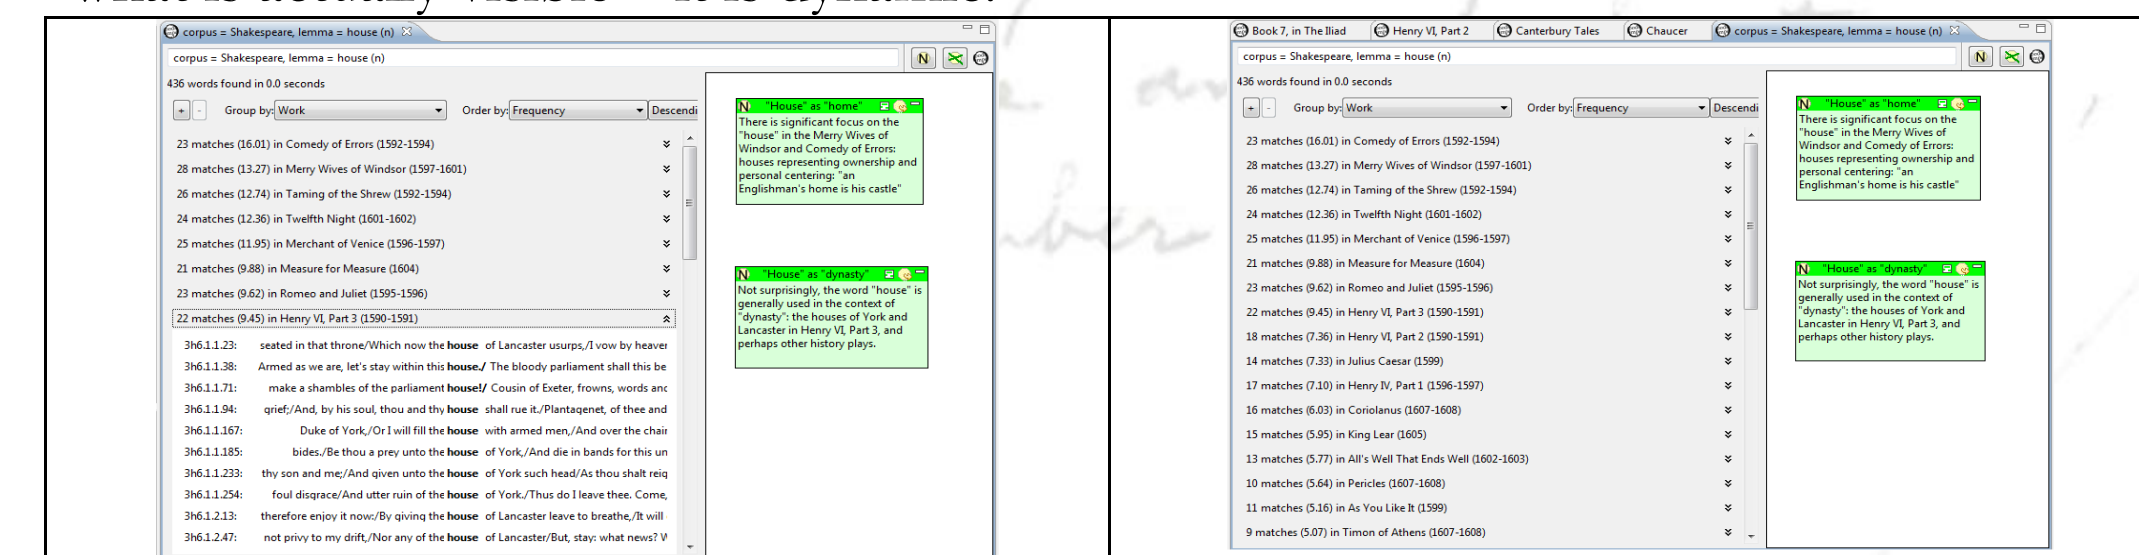 corpus = Shakespeare, lemma = house (n)
corpus = Shakespeare, lemma = house (n)
436 words found in 0.0 seconds
+ - Group by: Work Order by: Frequency Descendi
23 matches (16.01) in Comedy of Errors (1592-1594)
28 matches (13.27) in Merry Wives of Windsor (1597-1601)
26 matches (12.74) in Taming of the Shrew (1592-1594)
24 matches (12.36) in Twelfth Night (1601-1602)
25 matches (11.95) in Merchant of Venice (1596-1597)
21 matches (9.88) in Measure for Measure (1604)
23 matches (9.62) in Romeo and Juliet (1595-1596)
22 matches (9.45) in Henry VI, Part 3 (1590-1591)
3h6.1.1.23: seated in that throne/Which now the house of Lancaster usurps,/I vow by heaven
3h6.1.1.38: Armed as we are, let's stay within this house./ The bloody parliament shall this be
3h6.1.1.71: make a shambles of the parliament house!/ Cousin of Exeter, frowns, words and
3h6.1.1.94: grief;/And, by his soul, thou and thy house shall rue it./Plantagenet, of thee and
3h6.1.1.167: Duke of York,/Or I will fill the house with armed men,/And over the chair
3h6.1.1.185: bides./Be thou a prey unto the house of York,/And die in bands for this un
3h6.1.1.233: thy son and me;/And given unto the house of York such head/As thou shalt reig
3h6.1.1.254: foul disgrace/And utter ruin of the house of York./Thus do I leave thee. Come,
3h6.1.2.13: therefore enjoy it now:/By giving the house of Lancaster leave to breathe,/It will
3h6.1.2.47: not privy to my drift,/Nor any of the house of Lancaster/But, stay: what news? W
N "House" as "home"
There is significant focus on the
"house" in the Merry Wives of
Windsor and Comedy of Errors:
houses representing ownership and
personal centering: "an
Englishman's home is his castle"
N "House" as "dynasty"
Not surprisingly, the word "house" is
generally used in the context of
"dynasty": the houses of York and
Lancaster in Henry VI, Part 3, and
perhaps other history plays.
Book 7, in The Iliad Henry VI, Part 2 Canterbury Tales Chaucer corpus = Shakespeare, lemma = house (n)
corpus = Shakespeare, lemma = house (n)
436 words found in 0.0 seconds
+ - Group by: Work Order by: Frequency Descendi
23 matches (16.01) in Comedy of Errors (1592-1594)
28 matches (13.27) in Merry Wives of Windsor (1597-1601)
26 matches (12.74) in Taming of the Shrew (1592-1594)
24 matches (12.36) in Twelfth Night (1601-1602)
25 matches (11.95) in Merchant of Venice (1596-1597)
21 matches (9.88) in Measure for Measure (1604)
23 matches (9.62) in Romeo and Juliet (1595-1596)
22 matches (9.45) in Henry VI, Part 3 (1590-1591)
18 matches (7.36) in Henry VI, Part 2 (1590-1591)
14 matches (7.33) in Julius Caesar (1599)
17 matches (7.10) in Henry IV, Part 1 (1596-1597)
16 matches (6.03) in Coriolanus (1607-1608)
15 matches (5.95) in King Lear (1605)
13 matches (5.77) in All's Well That Ends Well (1602-1603)
10 matches (5.64) in Pericles (1607-1608)
11 matches (5.16) in As You Like It (1599)
9 matches (5.07) in Timon of Athens (1607-1608)
N "House" as "home"
There is significant focus on the
"house" in the Merry Wives of
Windsor and Comedy of Errors:
houses representing ownership and
personal centering: "an
Englishman's home is his castle"
N "House" as "dynasty"
Not surprisingly, the word "house" is
generally used in the context of
"dynasty": the houses of York and
Lancaster in Henry VI, Part 3, and
perhaps other history plays.